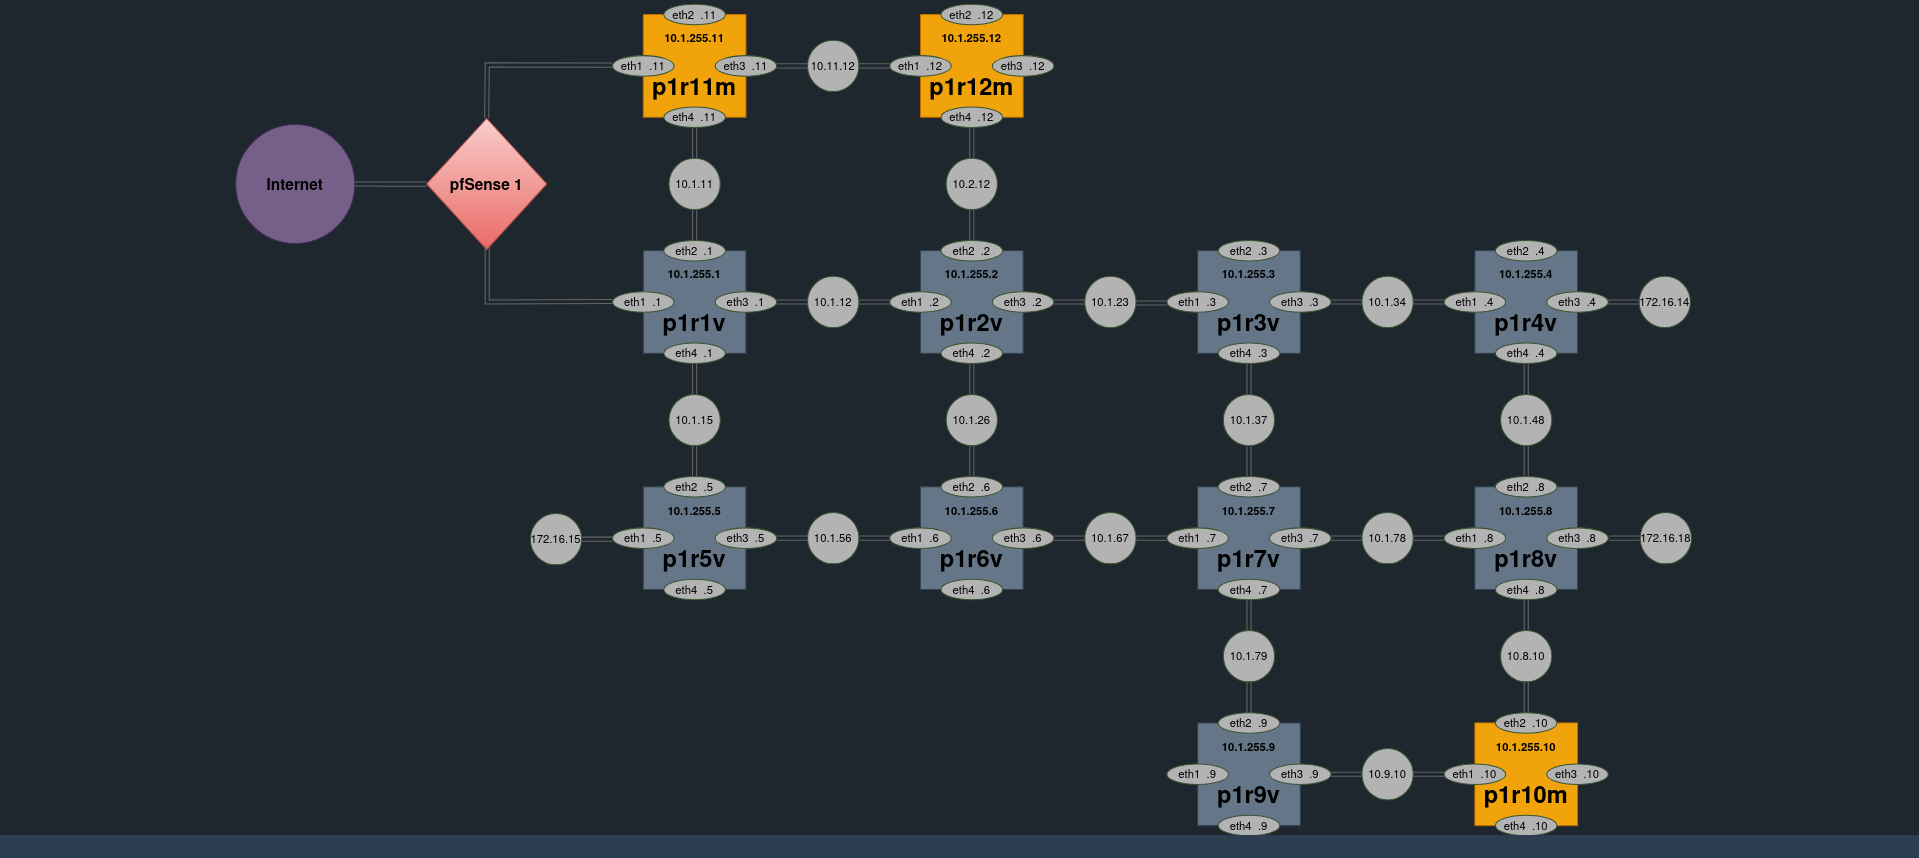 eth2 .11
eth2 .12
10.1.255.11
10.1.255.12
eth1 .11
eth3 .11
10.11.12
eth1 .12
eth3 .12
p1r11m
p1r12m
eth4 .11
eth4 .12
Internet
pfSense 1
10.1.11
10.2.12
eth2 .1
eth2 .2
eth2 .3
eth2 .4
10.1.255.1
10.1.255.2
10.1.255.3
10.1.255.4
eth1 .1
eth3 .1
10.1.12
eth1 .2
eth3 .2
10.1.23
eth1 .3
eth3 .3
10.1.34
eth1 .4
eth3 .4
172.16.14
p1r1v
p1r2v
p1r3v
p1r4v
eth4 .1
eth4 .2
eth4 .3
eth4 .4
10.1.15
10.1.26
10.1.37
10.1.48
eth2 .5
eth2 .6
eth2 .7
eth2 .8
10.1.255.5
10.1.255.6
10.1.255.7
10.1.255.8
172.16.15
eth1 .5
eth3 .5
10.1.56
eth1 .6
eth3 .6
10.1.67
eth1 .7
eth3 .7
10.1.78
eth1 .8
eth3 .8
172.16.18
p1r5v
p1r6v
p1r7v
p1r8v
eth4 .5
eth4 .6
eth4 .7
eth4 .8
10.1.79
10.8.10
eth2 .9
eth2 .10
10.1.255.9
10.1.255.10
eth1 .9
eth3 .9
10.9.10
eth1 .10
eth3 .10
p1r9v
p1r10m
eth4 .9
eth4 .10